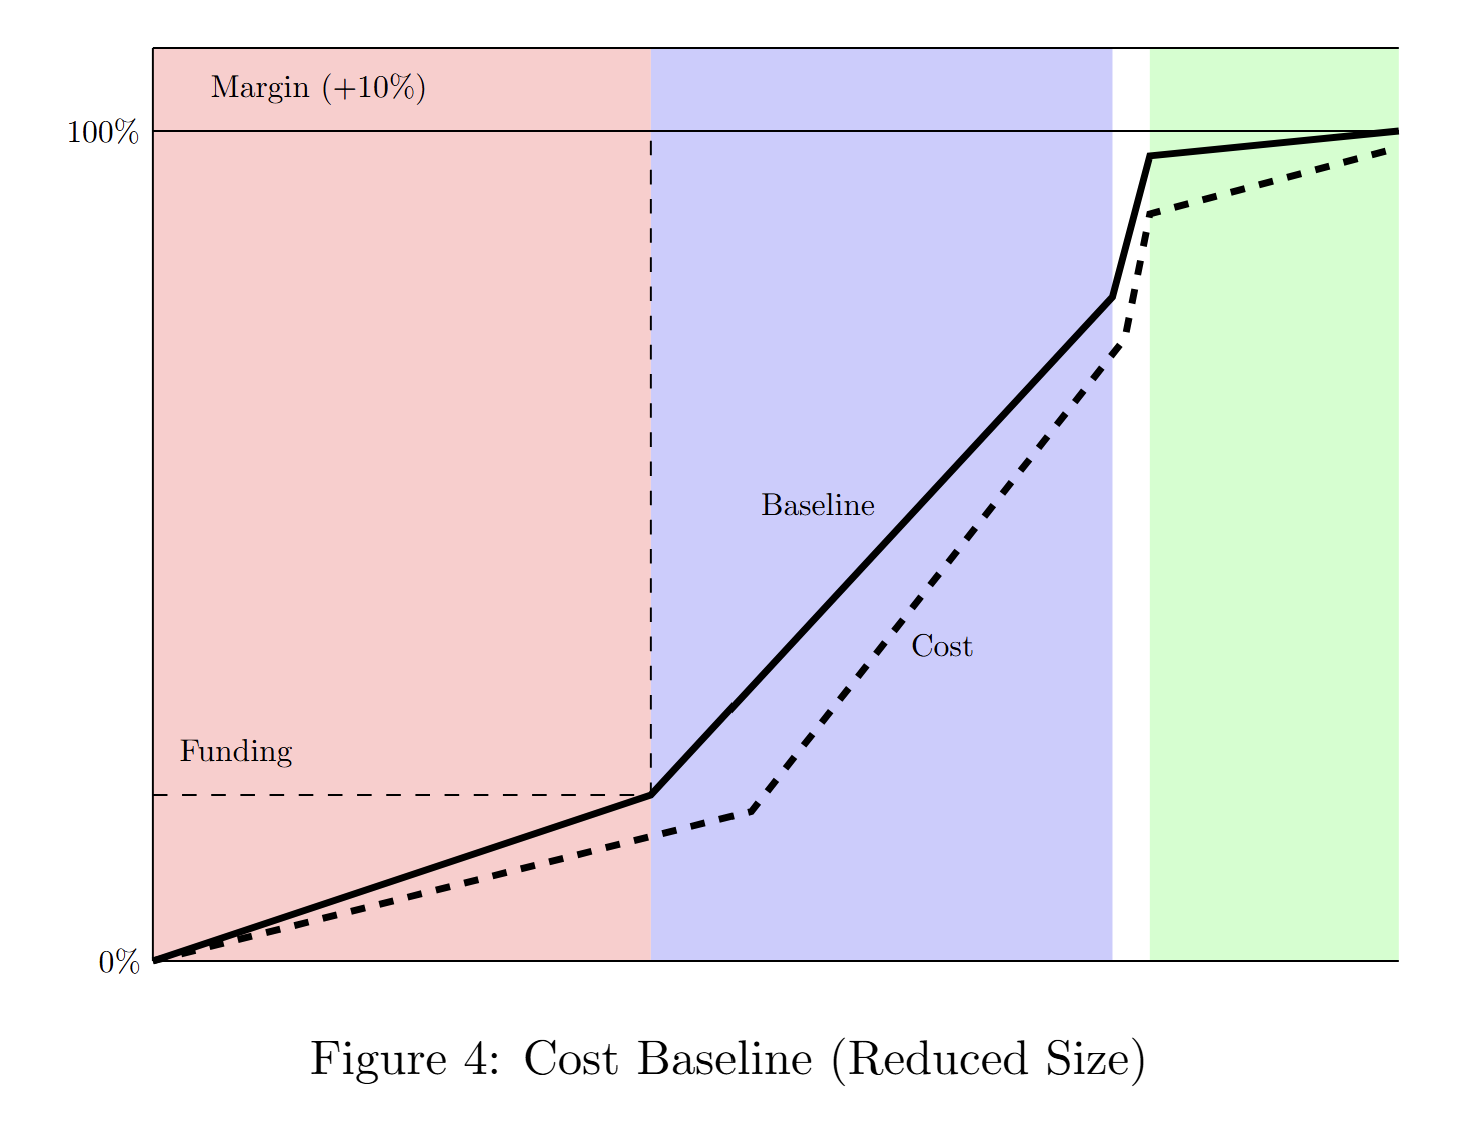 Margin (+10%)
100%
Baseline
Cost
Funding
0%
Figure 4: Cost Baseline (Reduced Size)